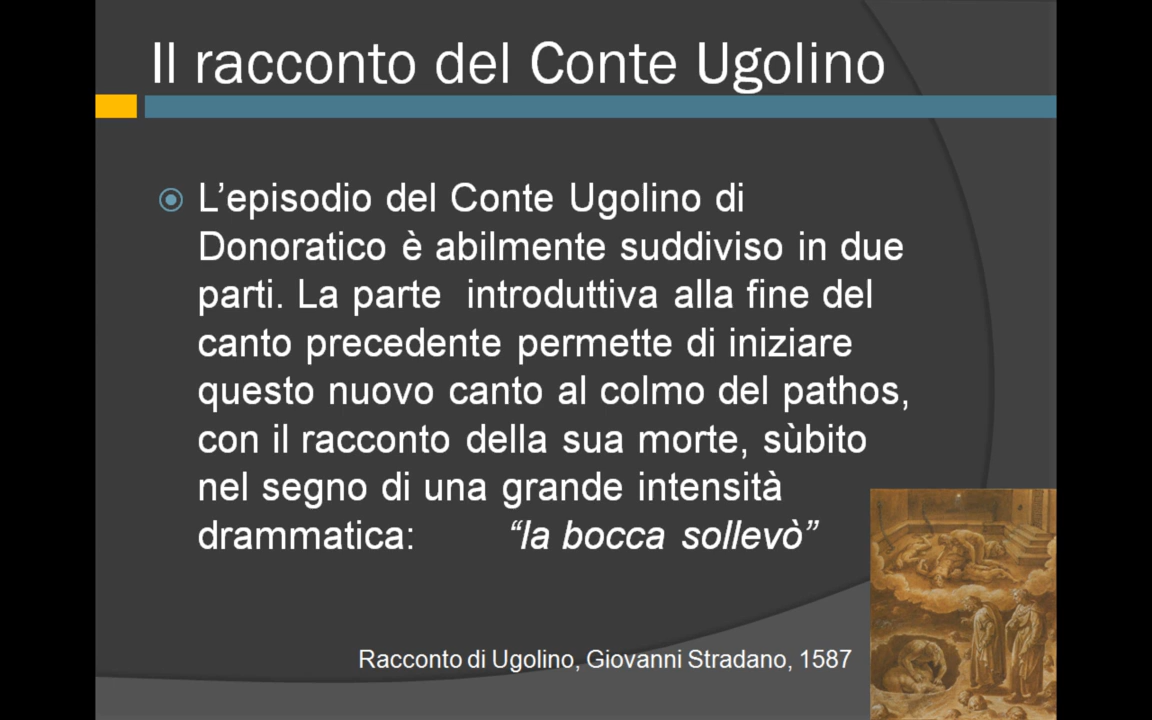 Il racconto del Conte Ugolino
L’episodio del Conte Ugolino di
Donoratico è abilmente suddiviso in due
parti. La parte  introduttiva alla fine del
canto precedente permette di iniziare
questo nuovo canto al colmo del pathos,
con il racconto della sua morte, sùbito
nel segno di una grande intensità
drammatica: “la bocca sollevò”
Racconto di Ugolino, Giovanni Stradano, 1587